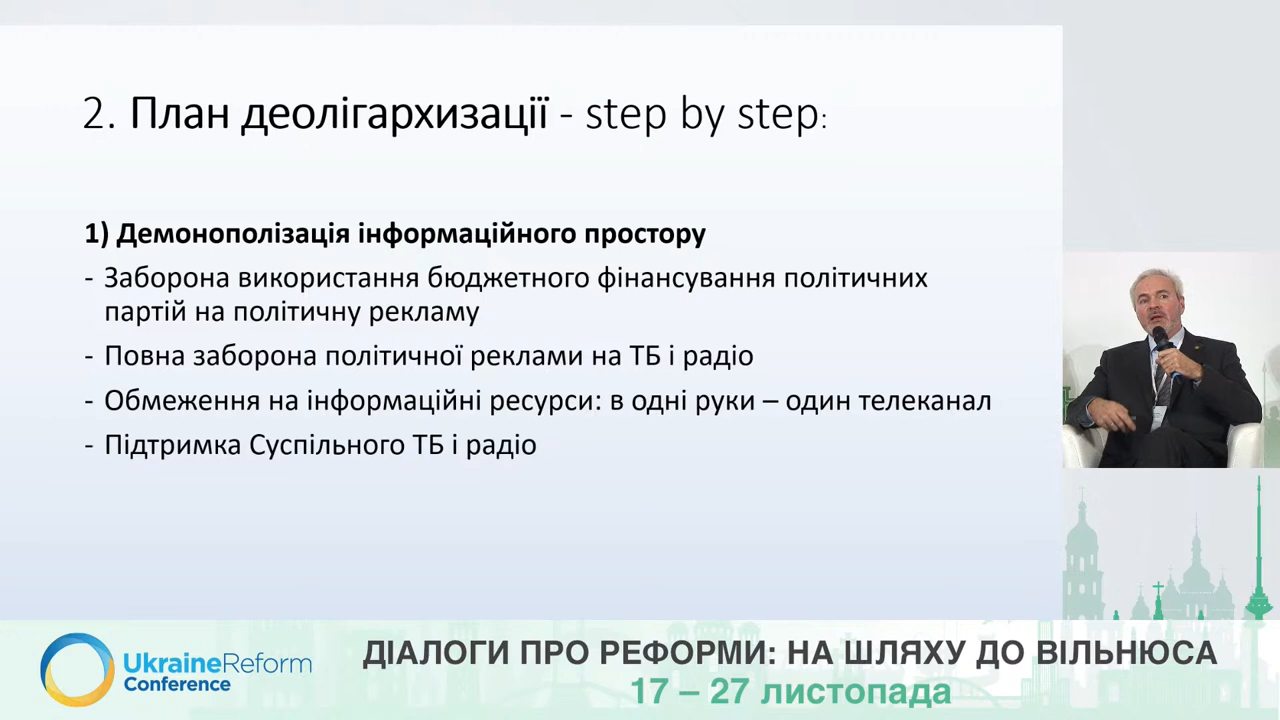 2. План деолігархизації - step by step:
1) Демонополізація інформаційного простору
- Заборона використання бюджетного фінансування політичних
партій на політичну рекламу
- Повна заборона політичної реклами на ТБ і радіо
- Обмеження на інформаційні ресурси: в одні руки – один телеканал
- Підтримка Суспільного ТБ і радіо
UkraineReform
Conference
ДІАЛОГИ ПРО РЕФОРМИ: НА ШЛЯХУ ДО ВІЛЬНЮСА
17 – 27 листопада